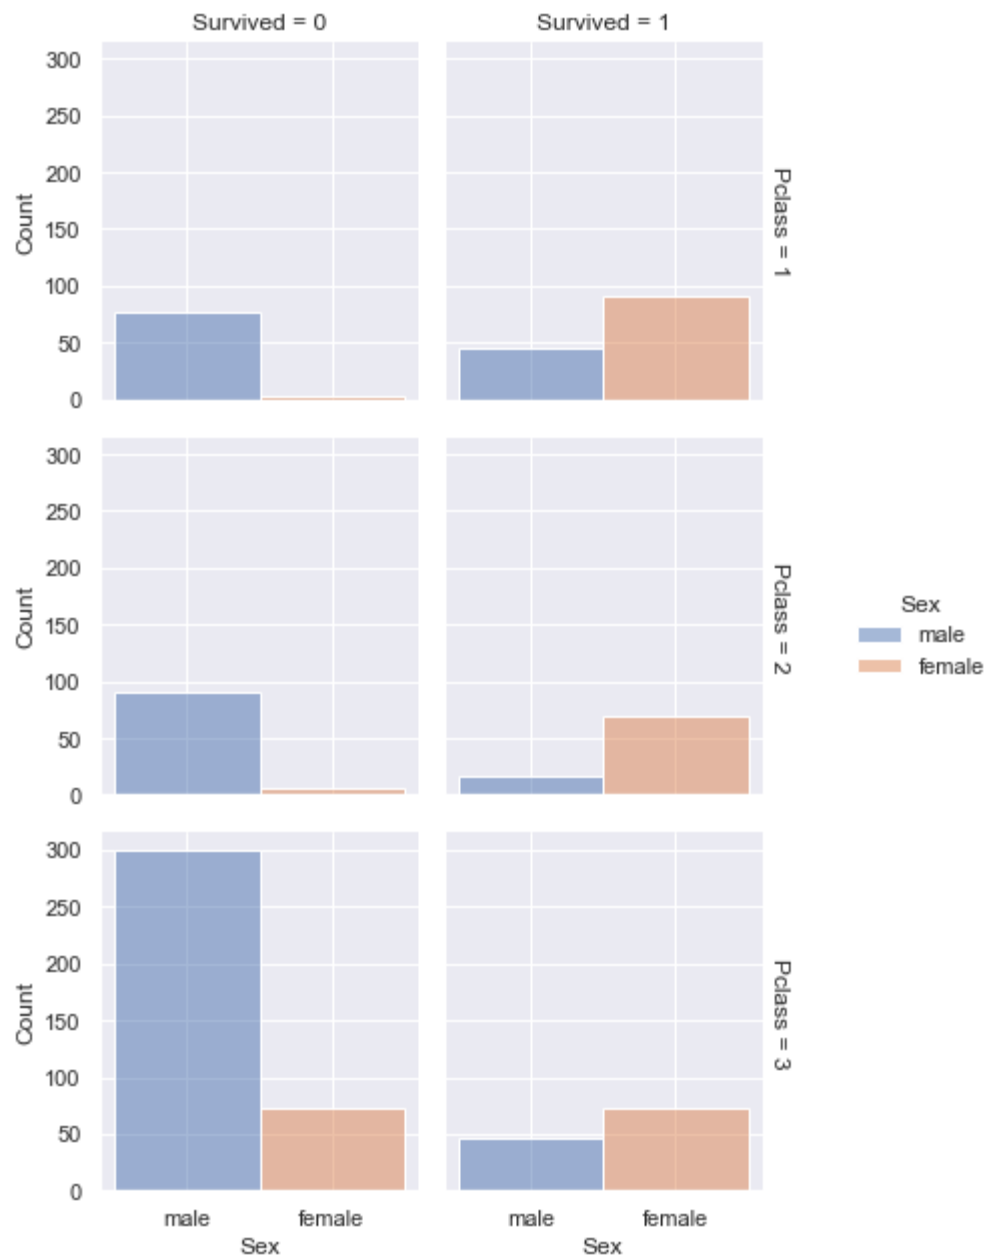 Survived = 0
Survived = 1
300
250
200
150
100
50
0
Count
Pclass = 1
300
250
200
150
100
50
0
Count
Pclass = 2
300
250
200
150
100
50
0
Count
Pclass = 3
male
female
male
female
Sex
Sex
Sex
male
female